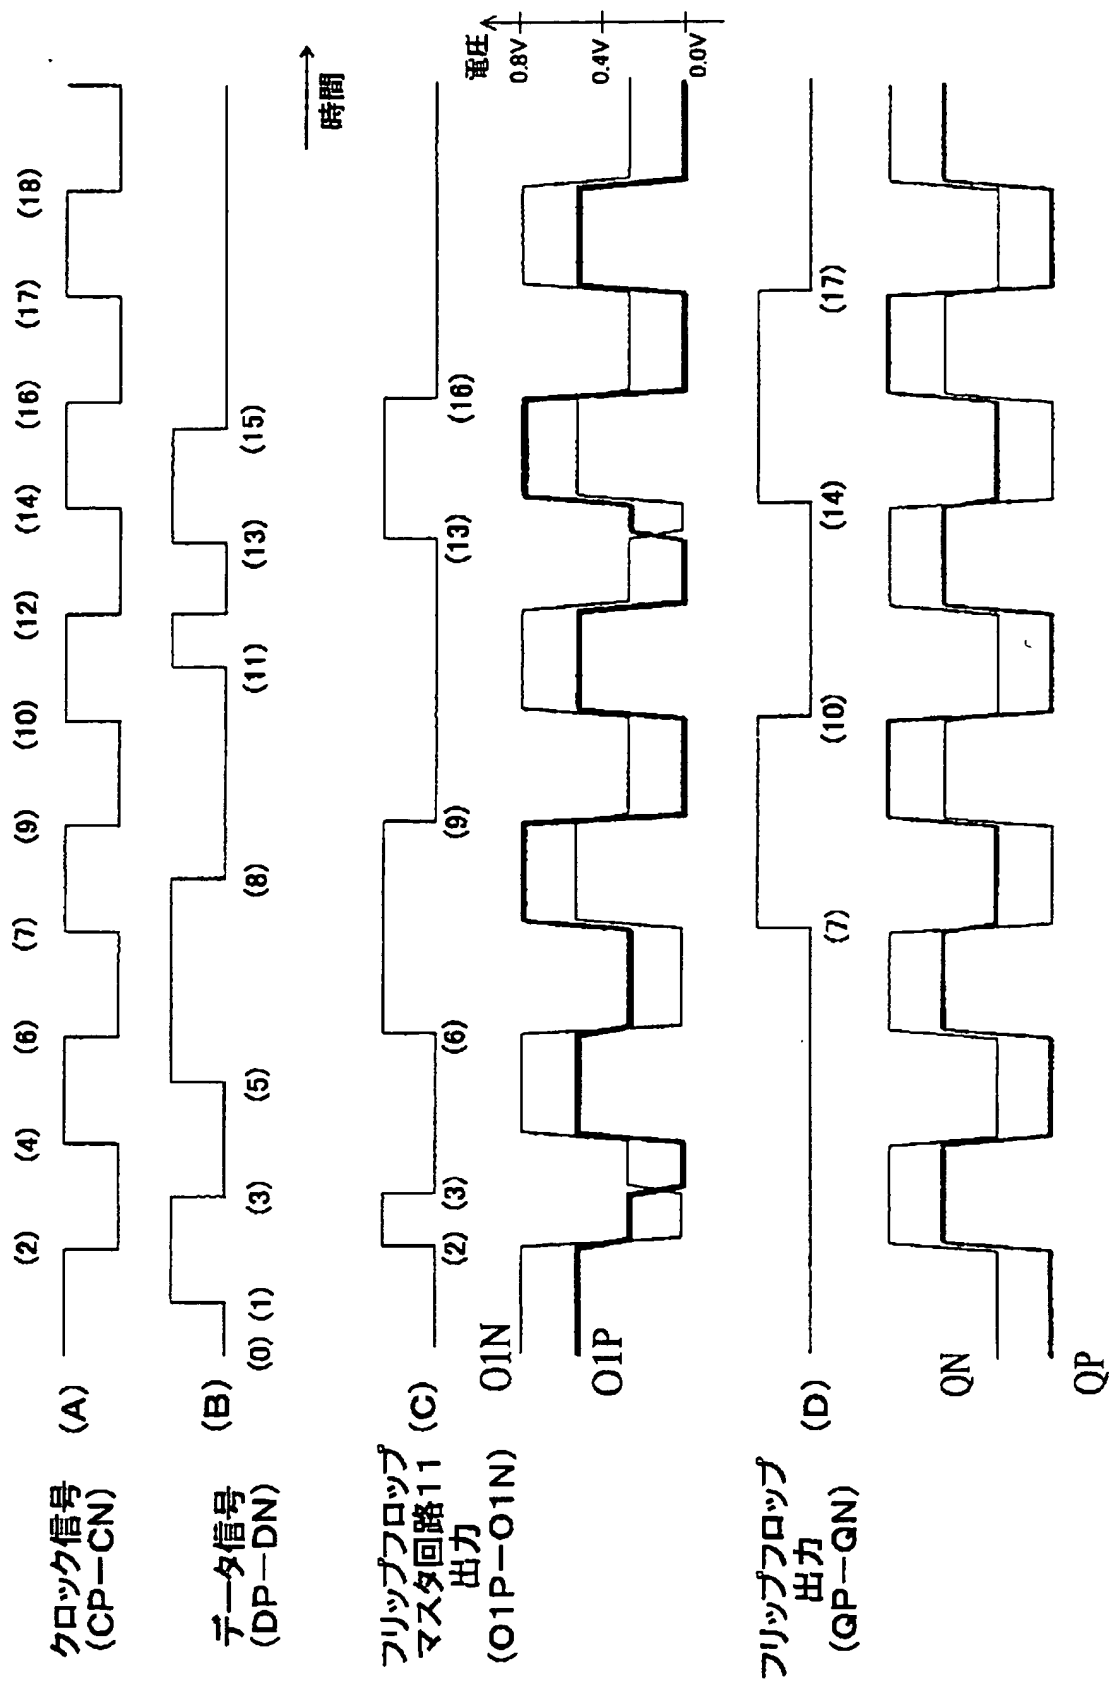 クロック信号
(CP－CN)
(A)
(2)
(4)
(6)
(7)
(9)
(10)
(12)
(14)
(16)
(17)
(18)
データ信号
(DP－DN)
(B)
(0)
(1)
(3)
(5)
(8)
(11)
(13)
(15)
時間
フリップフロップ
マスタ回路11
出力
(O1P－O1N)
(C)
(2)
(3)
(6)
(9)
(13)
(16)
O1N
O1P
電圧
0.8V
0.4V
0.0V
フリップフロップ
出力
(QP－QN)
(D)
(7)
(10)
(14)
(17)
QN
QP